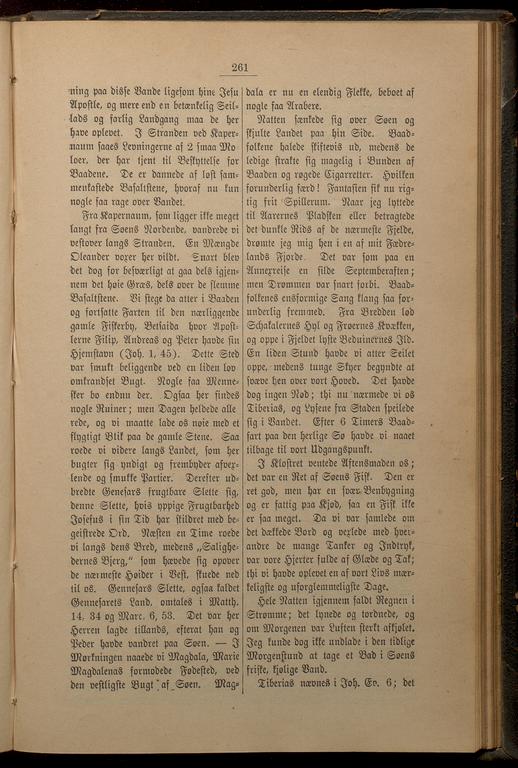 261
ning paa disse Vande ligesom hine Jesu
Apostle, og mere end en betænkelig Seil-
lads og farlig Landgang maa de her
have oplevet. I Stranden ved Kaper-
naum saaes Levningerne af 2 smaa Mo-
loer, der har tjent til Beskyttelse for
Baadene. De er dannede af løst sam-
menkastede Basaltstene, hvoraf nu kun
nogle saa rage over Vandet.
Fra Kapernaum, som ligger ikke meget
langt fra Søens Nordende, vandrede vi
vestover langs Stranden. En Mængde
Oleander voxer her vildt. Snart blev
det dog for besværligt at gaa dels igjen-
nem det høie Græs, dels over de slemme
Basaltstene. Vi stege da atter i Baaden
og fortsatte Farten til den nærliggende
gamle Fiskerby, Betsaida hvor Apost-
lerne Filip, Andreas og Peter havde sin
Hjemstavn (Joh. 1, 45). Dette Sted
var smukt beliggende ved en liden lov
omkrandset Bugt. Nogle faa Menne-
sker bo endnu der. Ogsaa her findes
nogle Ruiner; men Dagen heldede alle
rede, og vi maatte lade os nøie med et
flygtigt Blik paa de gamle Stene. Saa
roede vi videre langs Landet, som her
bugter sig yndigt og frembyder afvex-
lende og smukke Partier. Derefter ud-
bredte Genesars frugtbare Slette sig,
denne Slette, hvis yppige Frugtbarhed
Josefus i sin Tid har skildret med be-
geistrede Ord. Næsten en Time roede
vi langs dens Bred, medens „Salighe-
dernes Bjerg,“ som hævede sig opover
de nærmeste Høider i Vest, skuede ned
til os. Gennesars Slette, ogsaa kaldet
Gennesarets Land, omtales i Matth.
14, 34 og Marc. 6, 53. Det var her
Herren lagde tillands, efterat han og
Peder havde vandret paa Søen. — I
Mørkningen naaede vi Magdala, Marie
Magdalenas formodede Fødested, ved
den vestligste Bugt af Søen. Mag-
dala er nu en elendig Flekke, beboet af
nogle faa Arabere.
Natten sænkede sig over Søen og
skjulte Landet paa hin Side. Baad-
folkene halede skiftevis ud, medens de
ledige strakte sig magelig i Bunden af
Baaden og røgede Cigarretter. Hvilken
forunderlig færd! Fantasien fik nu rig-
tig frit Spillerum. Naar jeg lyttede
til Aarernes Pladsken eller betragtede
det dunkle Rids af de nærmeste Fjelde,
drømte jeg mig hen i en af mit Fædre-
lands Fjorde. Det var som paa en
Annexreise en silde Septemberaften;
men Drømmen var snart forbi. Baad-
folkenes ensformige Sang klang saa for-
underlig fremmed. Fra Bredden lød
Schakalernes Hyl og Frøernes Kvækken,
og oppe i Fjeldet lyste Beduinernes Ild.
En liden Stund havde vi atter Seilet
oppe, medens tunge Skyer begyndte at
svæve hen over vort Hoved. Det havde
dog ingen Nød; thi nu nærmede vi os
Tiberias, og Lysene fra Staden speilede
sig i Vandet. Efter 6 Timers Baad-
fart paa den herlige Sø havde vi naaet
tilbage til vort Udgangspunkt.
I Klostret ventede Aftensmaden os;
det var en Ret af Søens Fisk. Den er
ret god, men har en svær Benbygning
og er fattig paa Kjød, saa en Fisk ikke
er saa meget. Da vi var samlede om
det dækkede Bord og vexlede med hver-
andre de mange Tanker og Indtryk,
var vore Hjerter fulde af Glæde og Tak;
thi vi havde oplevet en af vort Livs mær-
keligste og uforglemmeligste Dage.
Hele Natten igjennem faldt Regnen i
Strømme; det lynede og tordnede, og
om Morgenen var Luften sterkt afkjølet.
Jeg kunde dog ikke undlade i den tidlige
Morgenstund at tage et Bad i Søens
friske, kjølige Vand.
Tiberias nævnes i Joh. Ev. 6; det